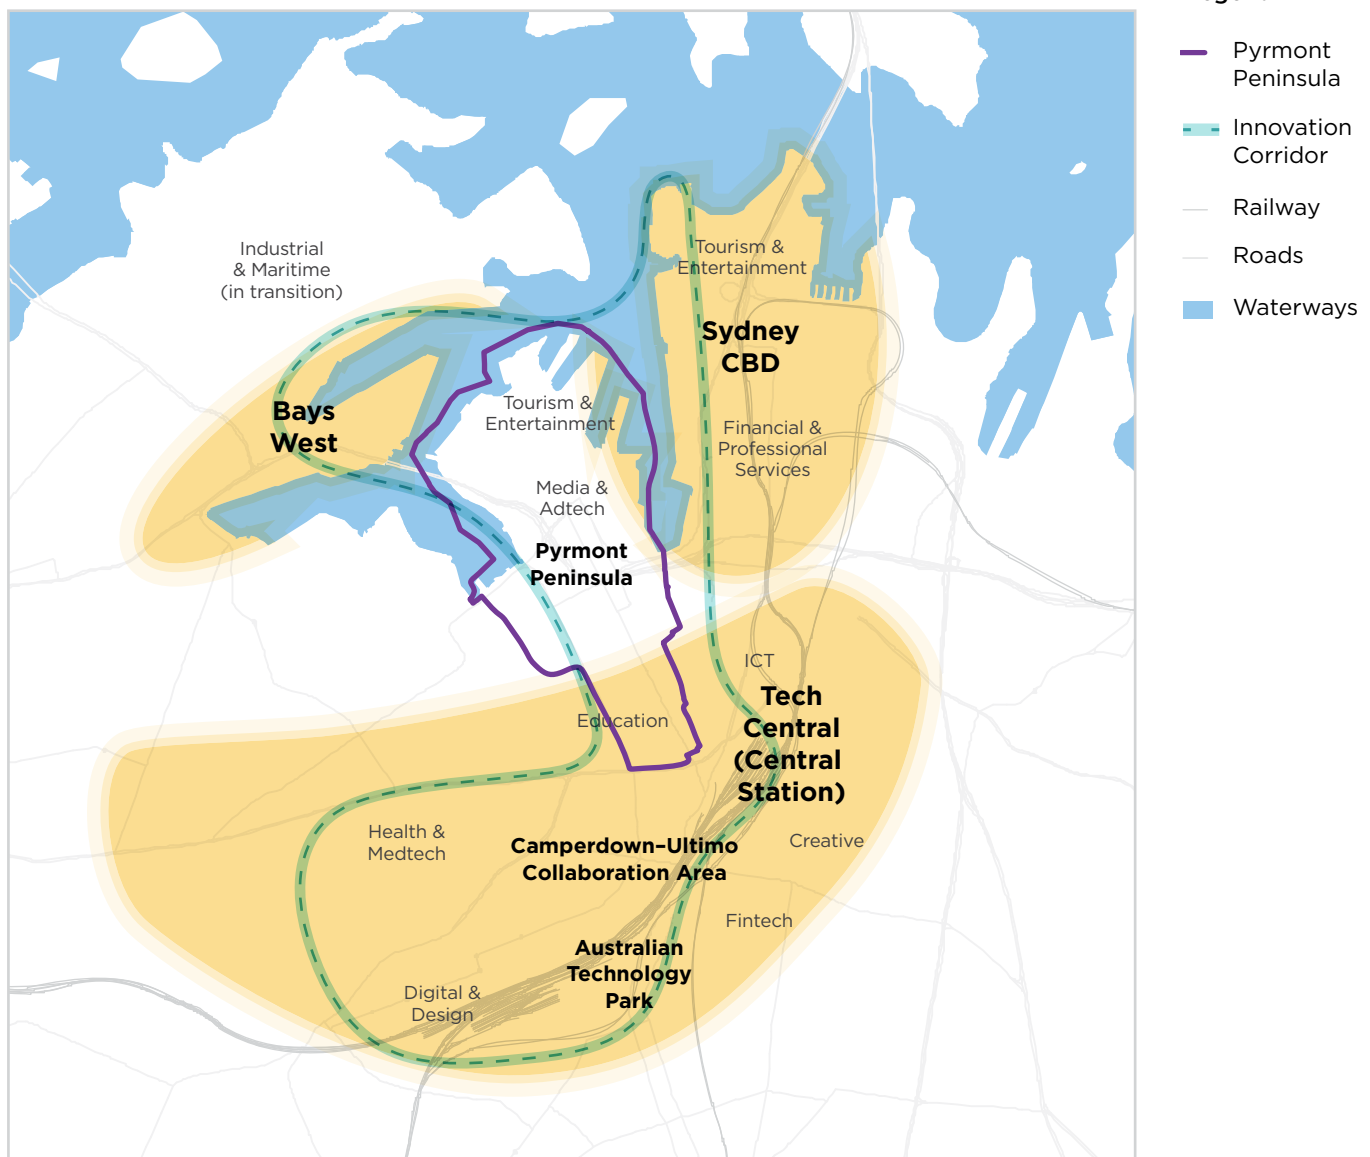 Pyrmont
Peninsula
Innovation
Corridor
Railway
Roads
Waterways
Industrial
& Maritime
(in transition)
Tourism &
Entertainment
Sydney
CBD
Bays
West
Tourism &
Entertainment
Financial &
Professional
Services
Media &
Adtech
Pyrmont
Peninsula
ICT
Tech
Central
(Central
Station)
Education
Health &
Medtech
Camperdown–Ultimo
Collaboration Area
Creative
Fintech
Australian
Technology
Park
Digital &
Design